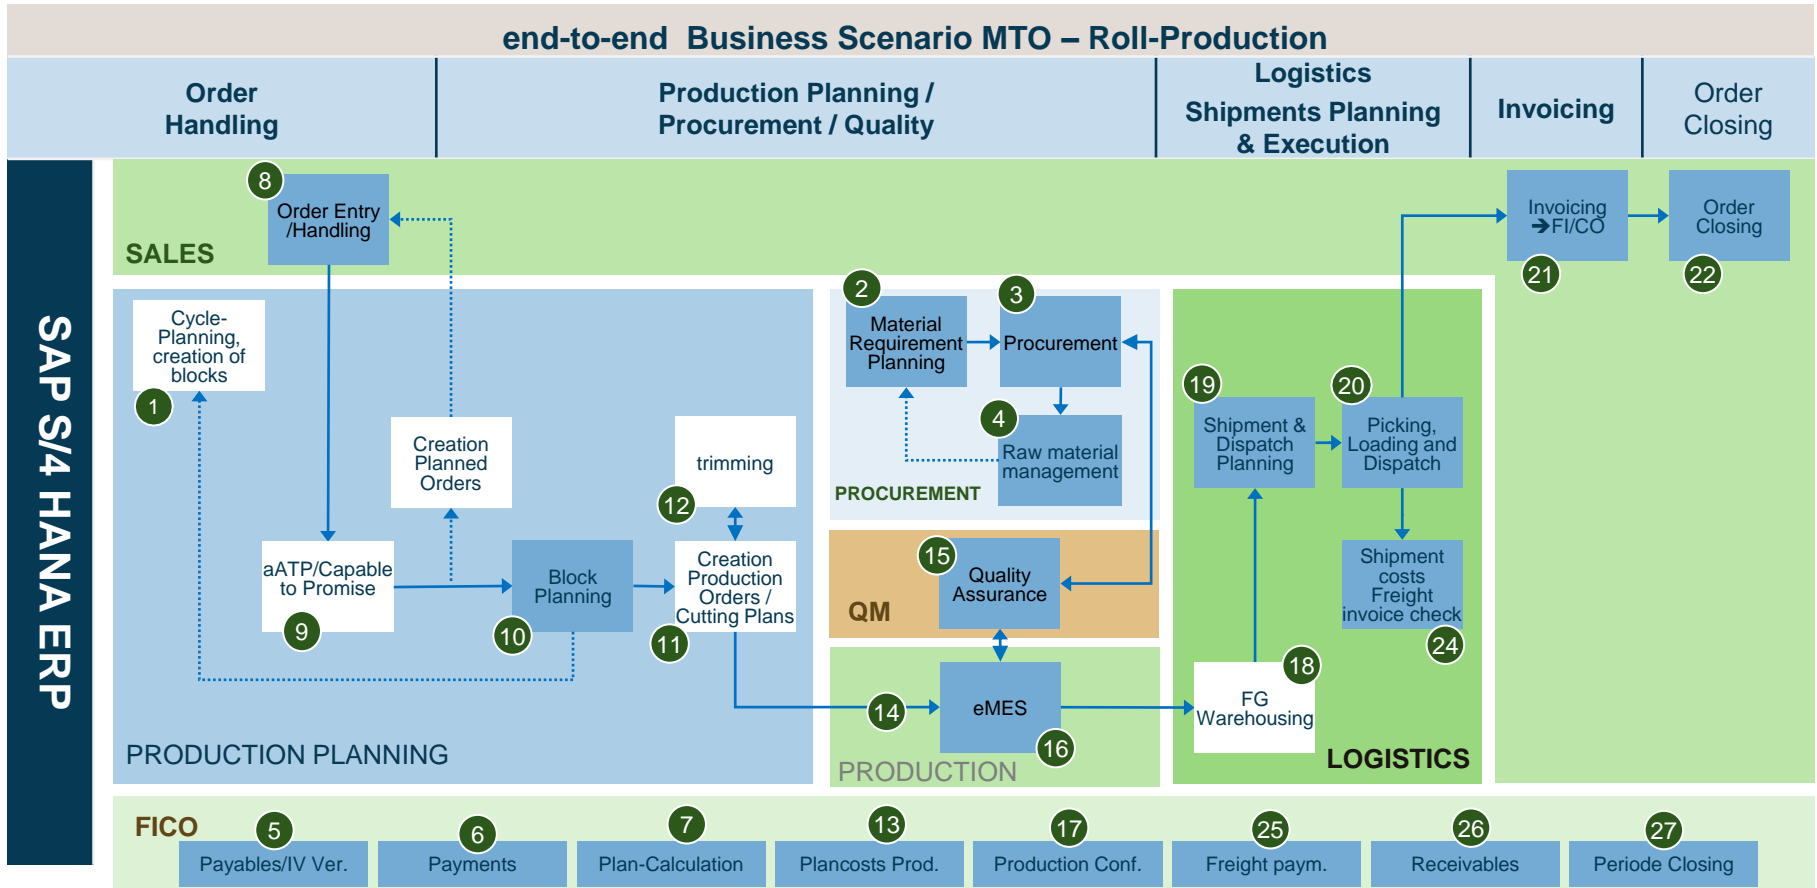 end-to-end Business Scenario MTO – Roll-Production
Order
Handling
Production Planning /
Procurement / Quality
Logistics
Shipments Planning
& Execution
Invoicing
Order
Closing
SAP S/4 HANA ERP
SALES
8
Order Entry
/Handling
Invoicing
➔FI/CO
21
Order
Closing
22
PRODUCTION PLANNING
Cycle-
Planning,
creation of
blocks
1
Creation
Planned
Orders
trimming
12
aATP/Capable
to Promise
9
Block
Planning
10
Creation
Production
Orders /
Cutting Plans
11
2
Material
Requirement
Planning
3
Procurement
4
Raw material
management
PROCUREMENT
15
Quality
Assurance
QM
14
eMES
16
PRODUCTION
19
Shipment &
Dispatch
Planning
20
Picking,
Loading and
Dispatch
Shipment
costs
Freight
invoice check
24
18
FG
Warehousing
LOGISTICS
FICO
5
Payables/IV Ver.
6
Payments
7
Plan-Calculation
13
Plancosts Prod.
17
Production Conf.
25
Freight paym.
26
Receivables
27
Periode Closing